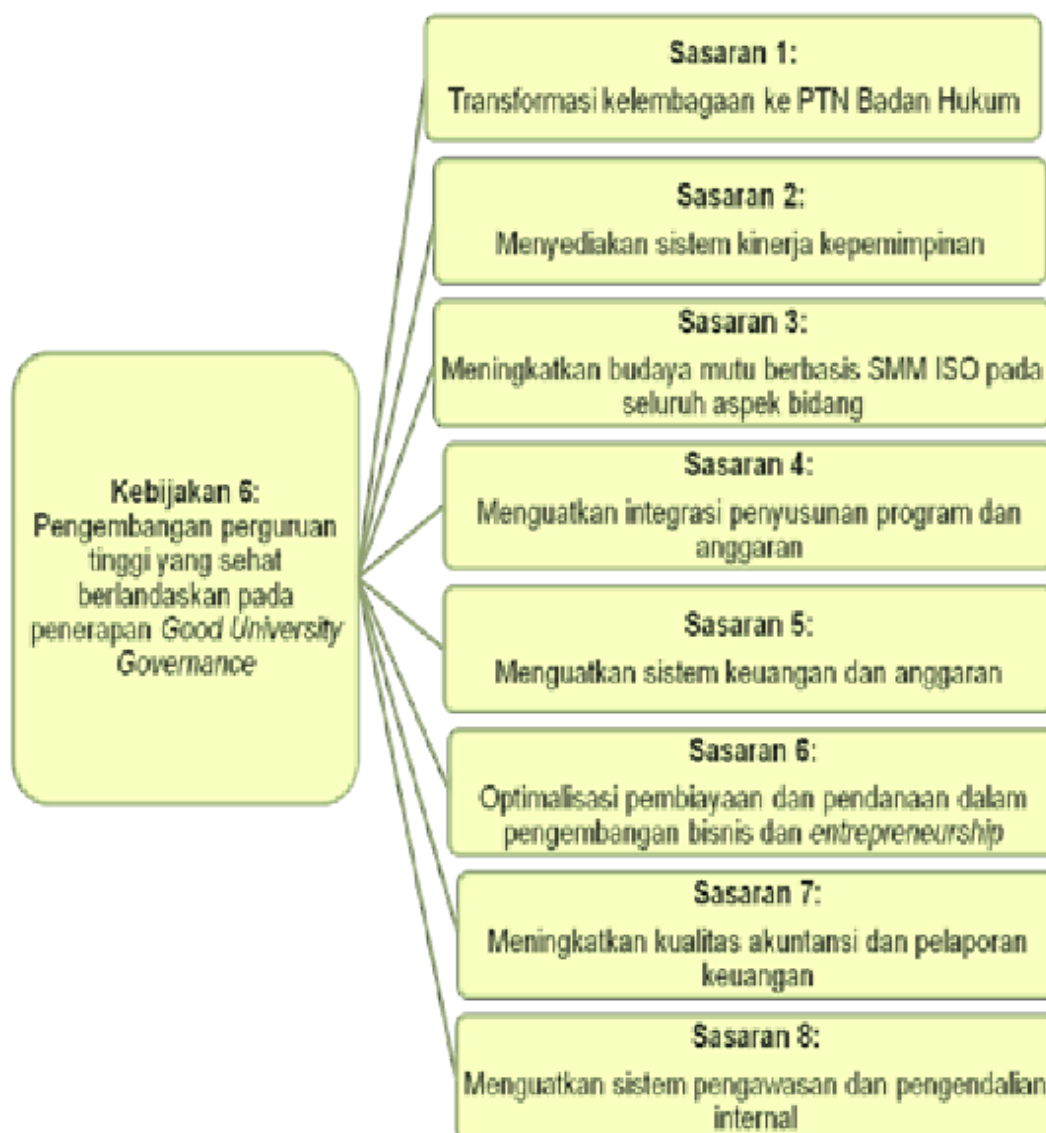 Kebijakan 6:
Pengembangan perguruan
tinggi yang sehat
berlandaskan pada
penerapan Good University
Governance
Sasaran 1:
Transformasi kelembagaan ke PTN Badan Hukum
Sasaran 2:
Menyediakan sistem kinerja kepemimpinan
Sasaran 3:
Meningkatkan budaya mutu berbasis SMM ISO pada
seluruh aspek bidang
Sasaran 4:
Menguatkan integrasi penyusunan program dan
anggaran
Sasaran 5:
Menguatkan sistem keuangan dan anggaran
Sasaran 6:
Optimalisasi pembiayaan dan pendanaan dalam
pengembangan bisnis dan entrepreneurship
Sasaran 7:
Meningkatkan kualitas akuntansi dan pelaporan
keuangan
Sasaran 8:
Menguatkan sistem pengawasan dan pengendalian
internal